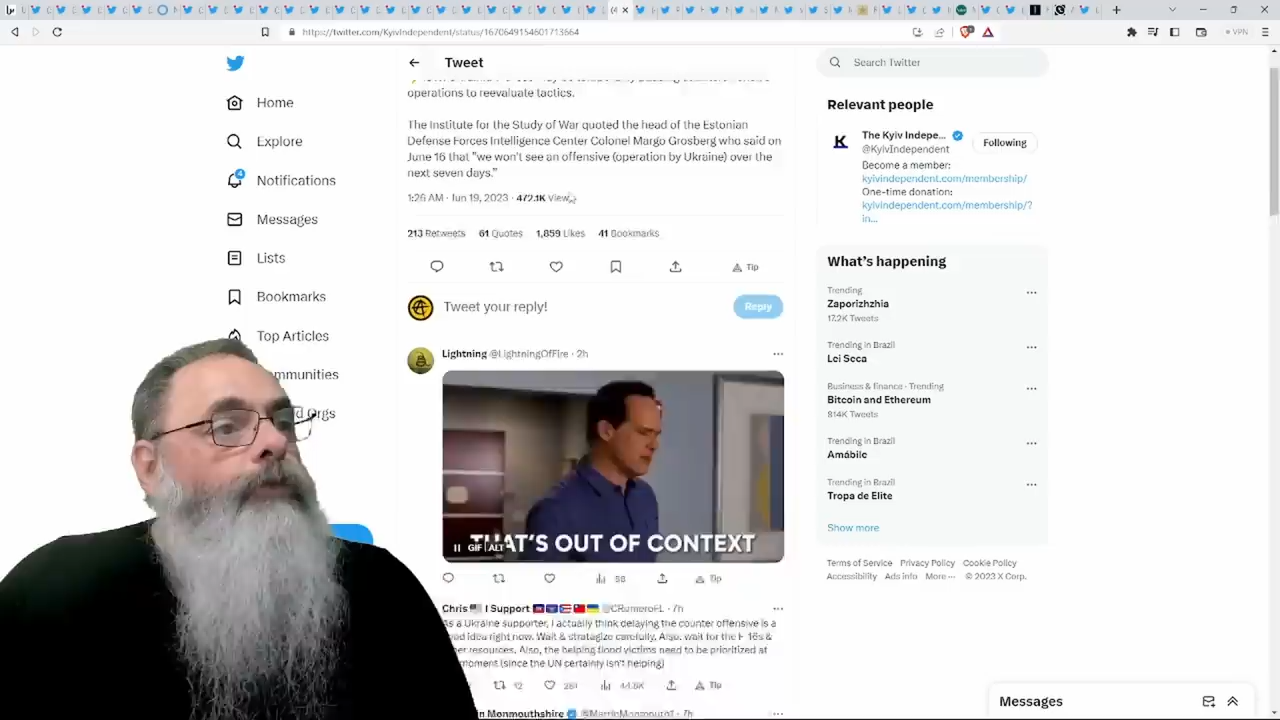 https://twitter.com/KyivIndependent/status/1670649154601713664
VPN
Home
Explore
4
Notifications
Messages
Lists
Bookmarks
Top Articles
Tweet
operations to reevaluate tactics.
The Institute for the Study of War quoted the head of the Estonian
Defense Forces Intelligence Center Colonel Margo Grosberg who said on
June 16 that "we won't see an offensive (operation by Ukraine) over the
next seven days."
1:26 AM · Jun 19, 2023 · 472.1K Views
213 Retweets 61 Quotes 1,859 Likes 41 Bookmarks
Tip
Tweet your reply!
Reply
Lightning @LightningOfFire · 2h
THAT'S OUT OF CONTEXT
GIF ALT
Tip
Chris I Support · 7h
As a Ukraine supporter, I actually think delaying the counter offensive is a
idea right now. Wait & strategize carefully. Also, wait for the F-16s &
resources. Also, the helping flood victims need to be prioritized at
moment (since the UN certainly isn't helping)
12 44.8K Tip
Monmouthshire · 7h
Search Twitter
Relevant people
The Kyiv Indepe...
@KyivIndependent
Following
Become a member:
kyivindependent.com/membership/
One-time donation:
kyivindependent.com/membership/?
in...
What's happening
Trending
Zaporizhzhia
17.2K Tweets
Trending in Brazil
Lei Seca
Business & finance · Trending
Bitcoin and Ethereum
814K Tweets
Trending in Brazil
Amábile
Trending in Brazil
Tropa de Elite
Show more
Terms of Service Privacy Policy Cookie Policy
Accessibility Ads info More ··· © 2023 X Corp.
Messages